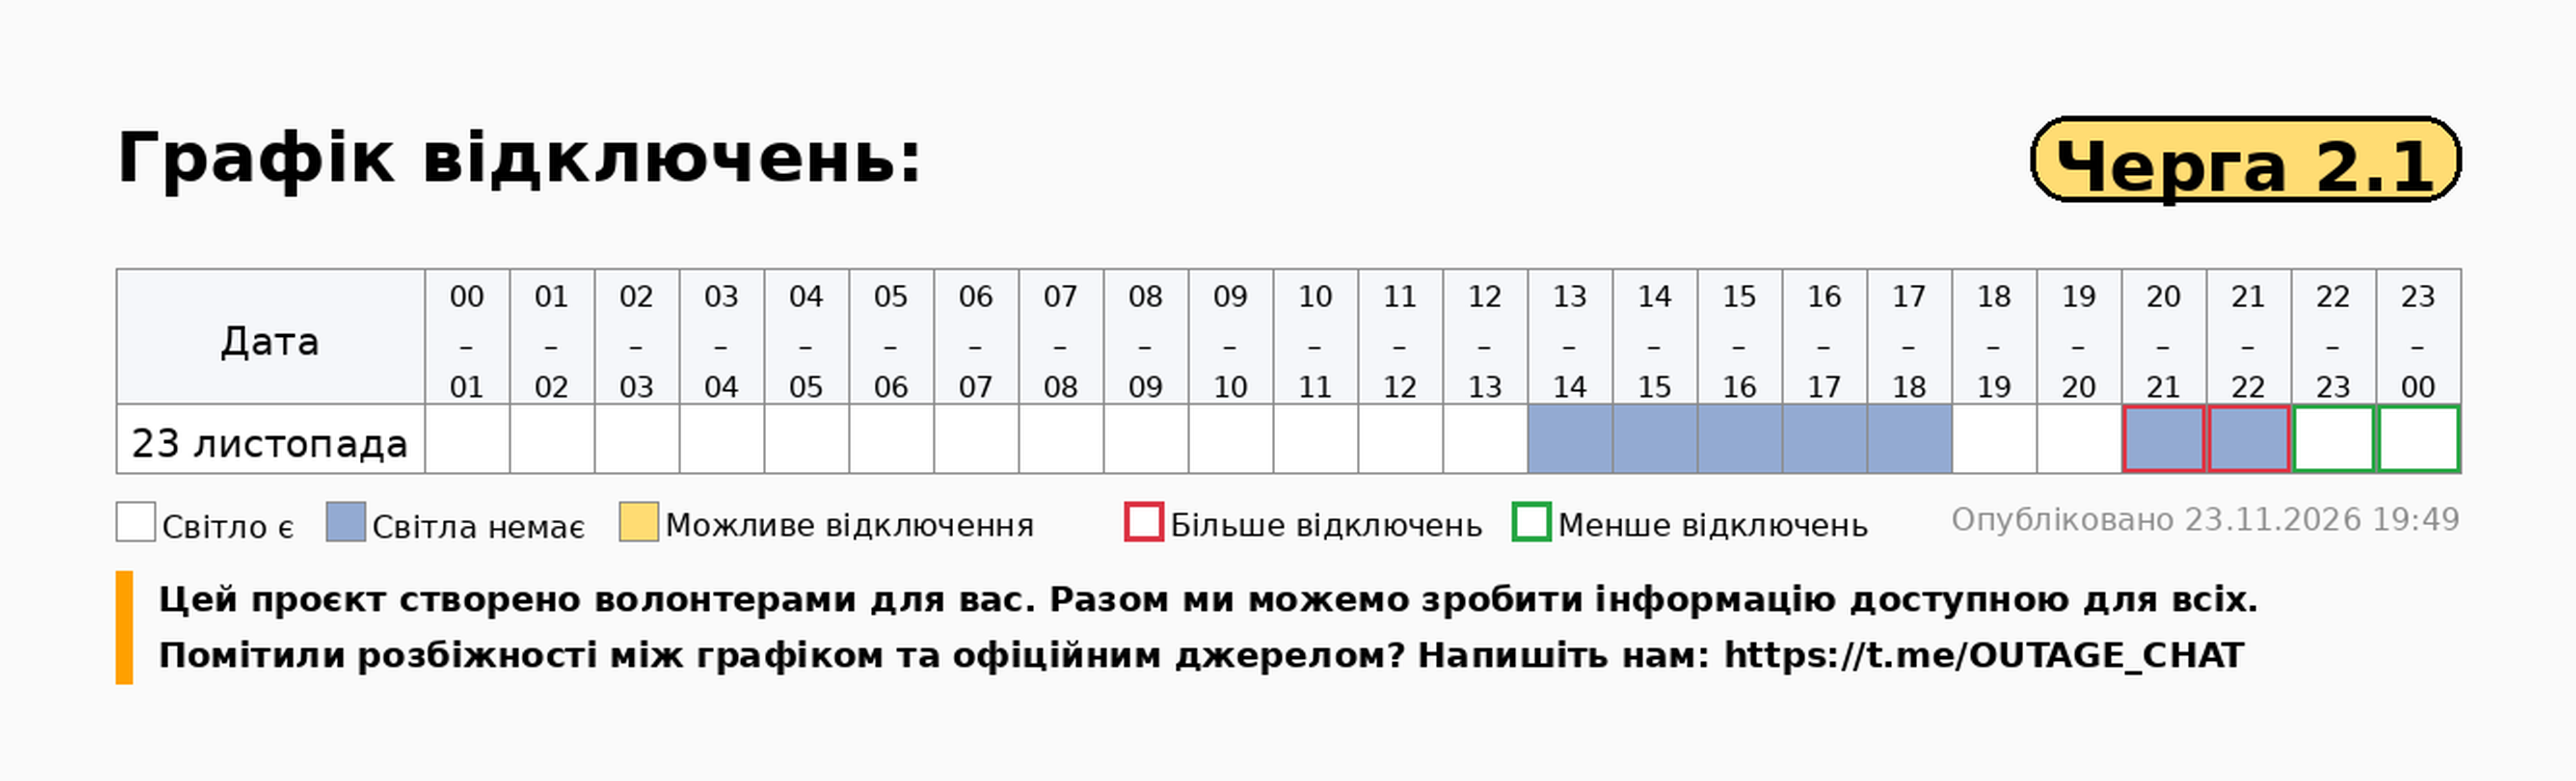 Графік відключень:
Черга 2.1
Дата
00 – 01
01 – 02
02 – 03
03 – 04
04 – 05
05 – 06
06 – 07
07 – 08
08 – 09
09 – 10
10 – 11
11 – 12
12 – 13
13 – 14
14 – 15
15 – 16
16 – 17
17 – 18
18 – 19
19 – 20
20 – 21
21 – 22
22 – 23
23 – 00
23 листопада
Світло є
Світла немає
Можливе відключення
Більше відключень
Менше відключень
Опубліковано 23.11.2026 19:49
Цей проєкт створено волонтерами для вас. Разом ми можемо зробити інформацію доступною для всіх.
Помітили розбіжності між графіком та офіційним джерелом? Напишіть нам: https://t.me/OUTAGE_CHAT